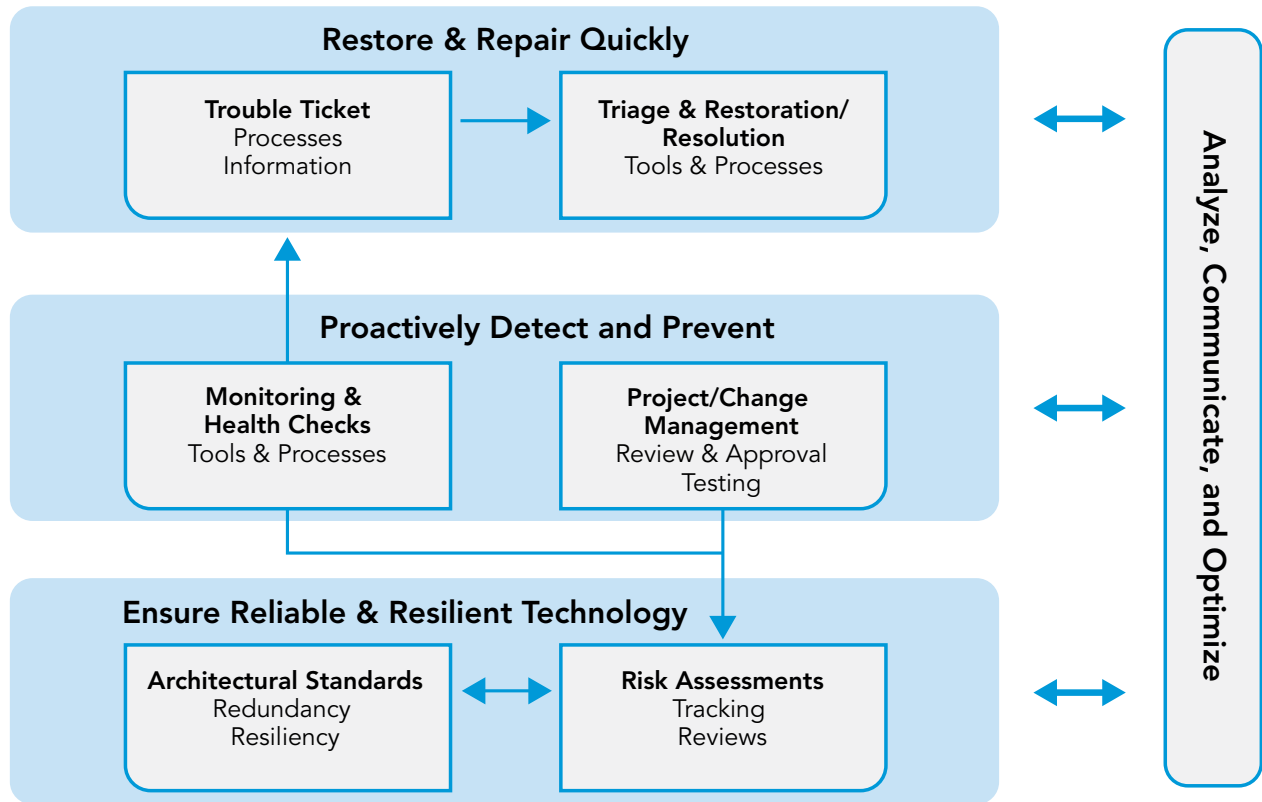 Restore & Repair Quickly
Trouble Ticket
Processes
Information
Triage & Restoration/
Resolution
Tools & Processes
Proactively Detect and Prevent
Monitoring &
Health Checks
Tools & Processes
Project/Change
Management
Review & Approval
Testing
Ensure Reliable & Resilient Technology
Architectural Standards
Redundancy
Resiliency
Risk Assessments
Tracking
Reviews
Analyze, Communicate, and Optimize